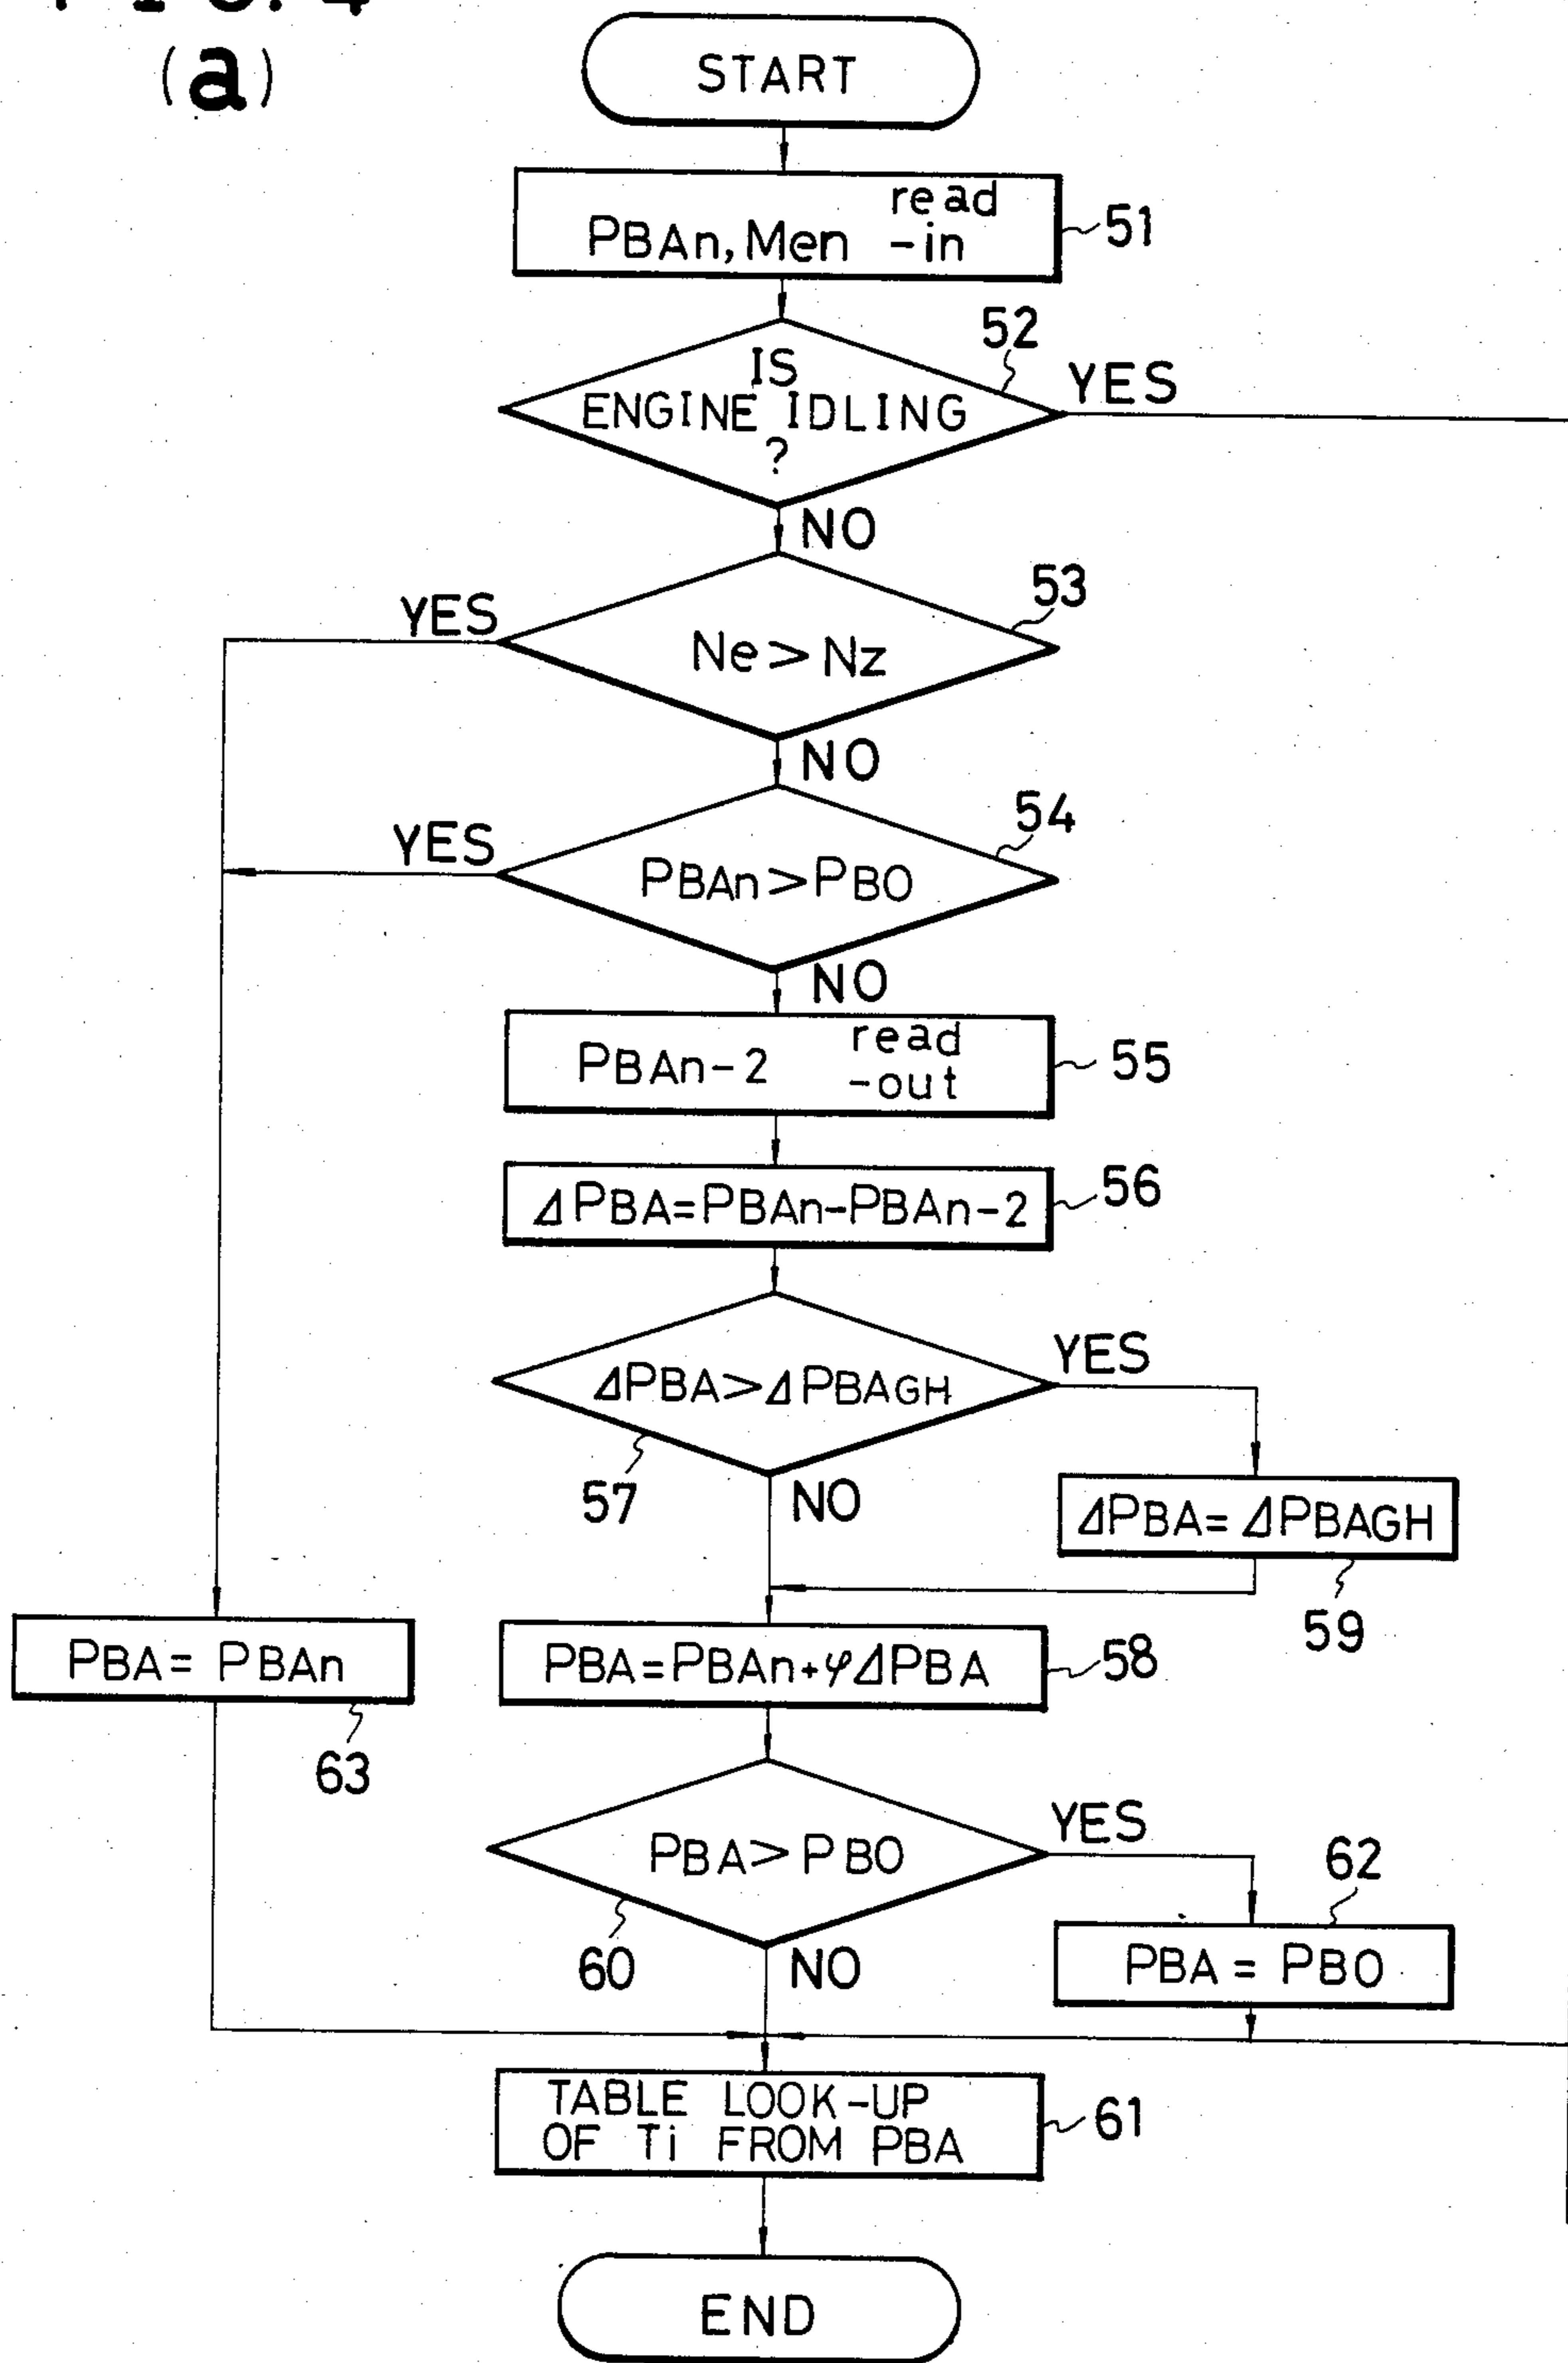 FIG. 4
(a)
START
PBAn, Men read
-in
51
52
IS
ENGINE IDLING
?
YES
NO
53
YES
Ne > Nz
NO
54
YES
PBAn > PBO
NO
PBAn-2 read
-out
55
ΔPBA = PBAn - PBAn-2
56
YES
ΔPBA > ΔPBAGH
57
NO
ΔPBA = ΔPBAGH
59
PBA = PBAn
63
PBA = PBAn + φΔPBA
58
YES
PBA > PBO
60
NO
62
PBA = PBO
TABLE LOOK-UP
OF Ti FROM PBA
61
END